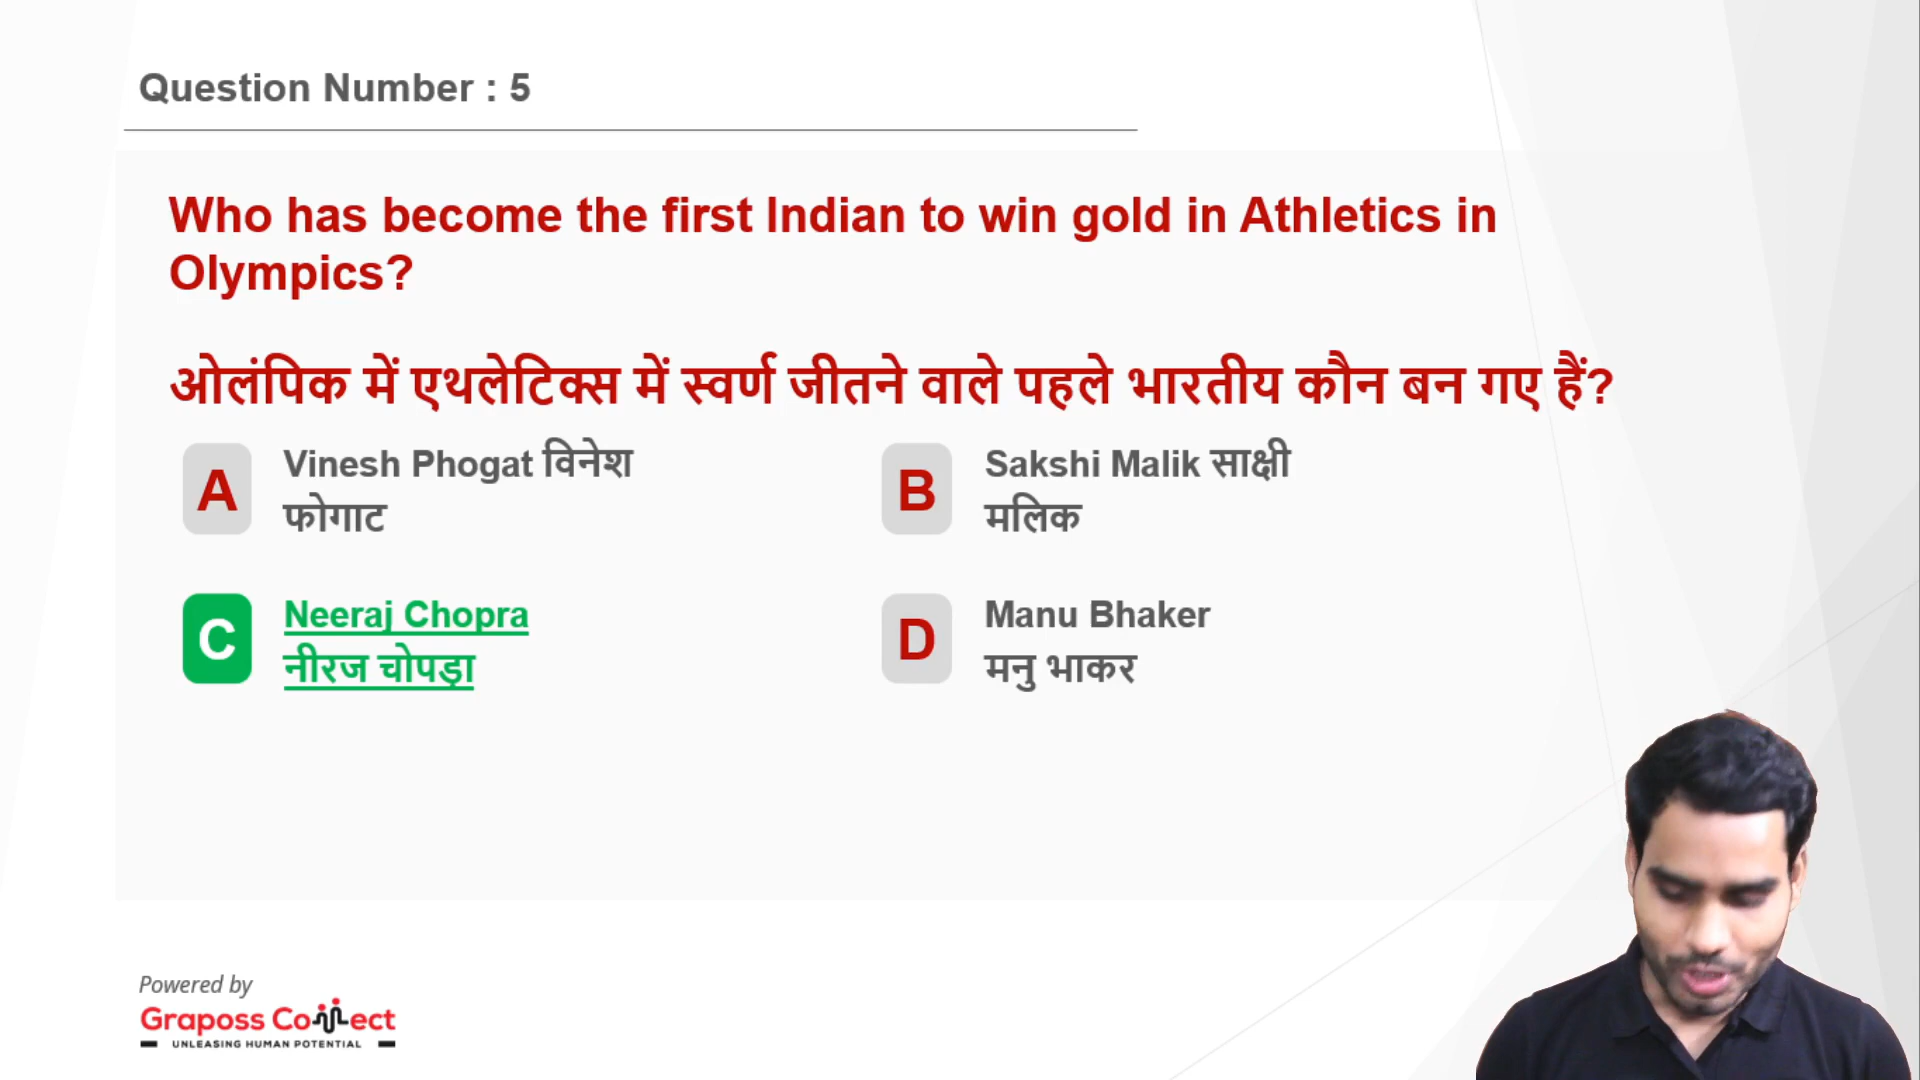 Question Number : 5
Who has become the first Indian to win gold in Athletics in
Olympics?
ओलंपिक में एथलेटिक्स में स्वर्ण जीतने वाले पहले भारतीय कौन बन गए हैं?
A Vinesh Phogat विनेश
फोगाट
B Sakshi Malik साक्षी
मलिक
C Neeraj Chopra
नीरज चोपड़ा
D Manu Bhaker
मनु भाकर
Powered by
Graposs Connect
UNLEASING HUMAN POTENTIAL